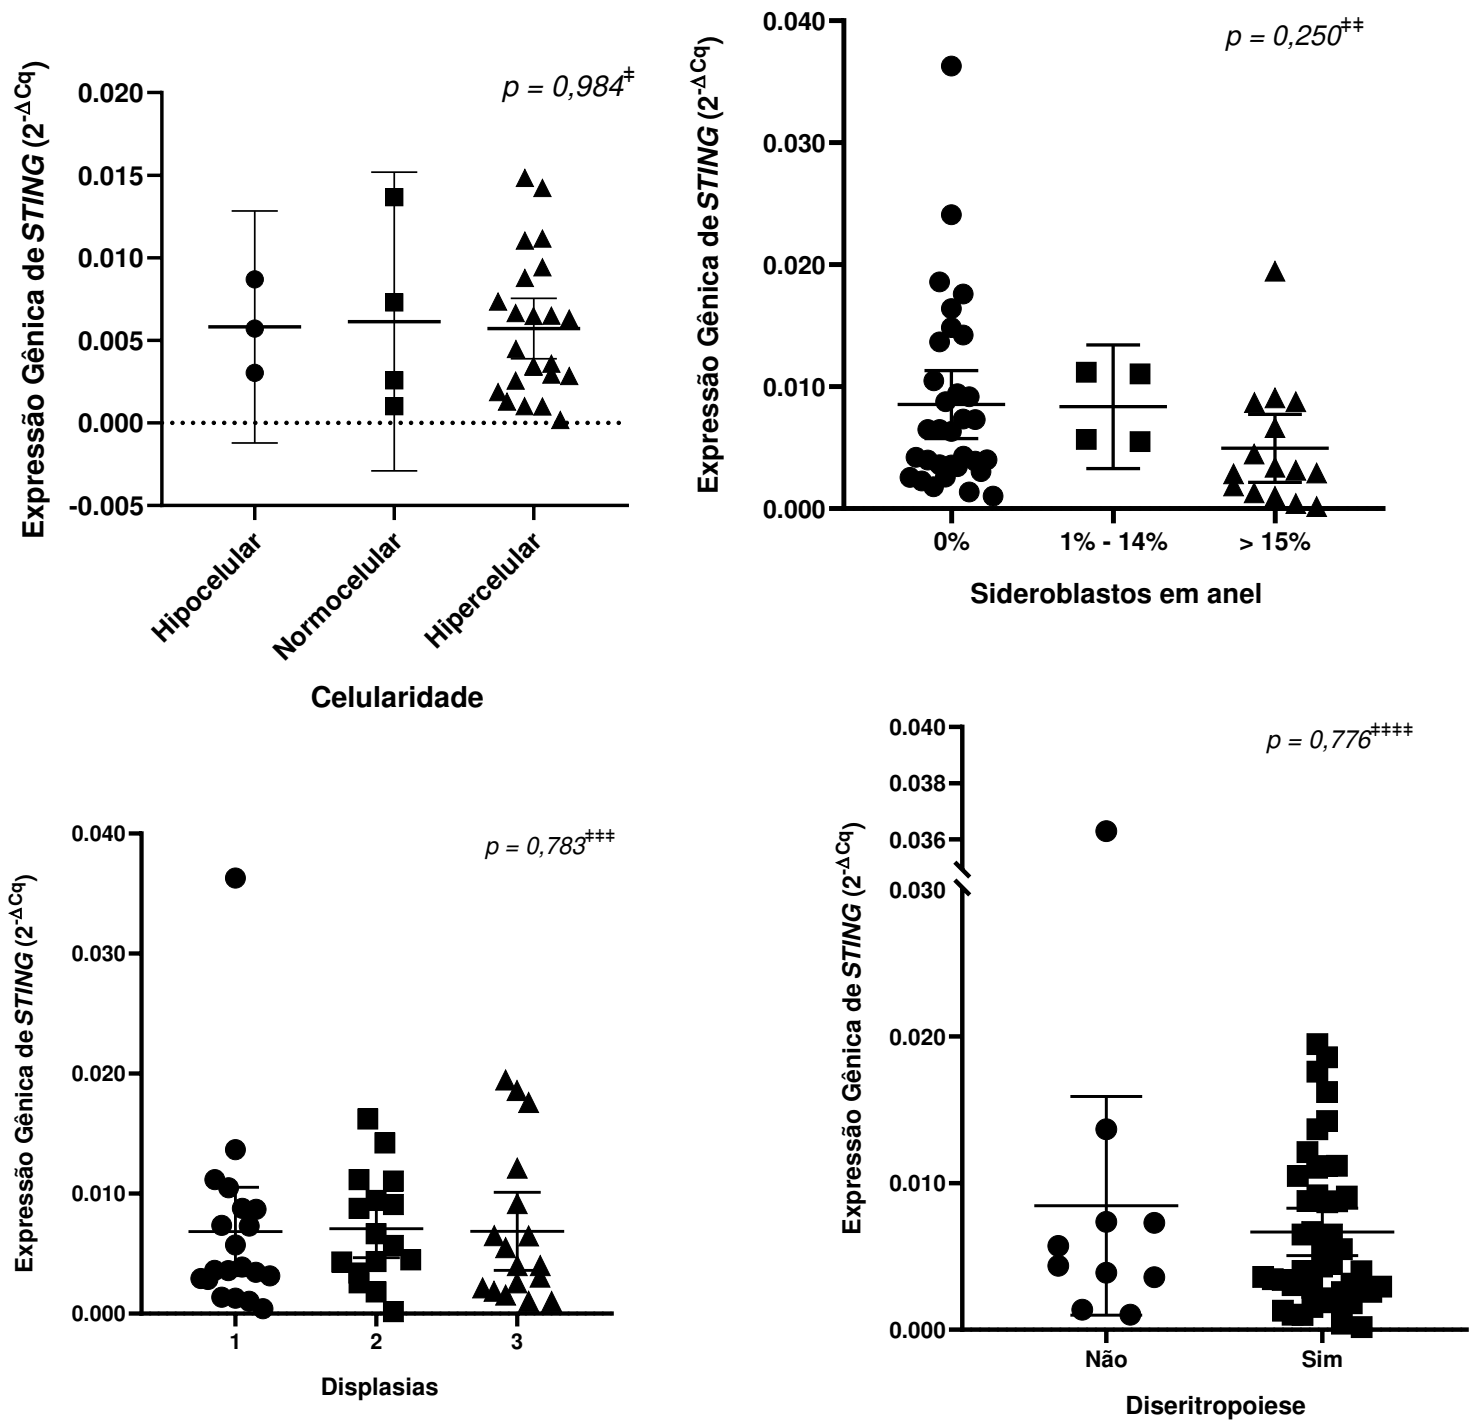 Expressão Gênica de STING (2-ΔCq)
p = 0,984‡
0.020
0.015
0.010
0.005
0.000
-0.005
Hipocelular
Normocelular
Hipercelular
Celularidade
Expressão Gênica de STING (2-ΔCq)
p = 0,250‡‡
0.040
0.030
0.020
0.010
0.000
0%
1% - 14%
> 15%
Sideroblastos em anel
Expressão Gênica de STING (2-ΔCq)
p = 0,783‡‡‡
0.040
0.030
0.020
0.010
0.000
1
2
3
Displasias
Expressão Gênica de STING (2-ΔCq)
p = 0,776‡‡‡‡
0.040
0.038
0.036
0.030
0.020
0.010
0.000
Não
Sim
Diseritropoiese